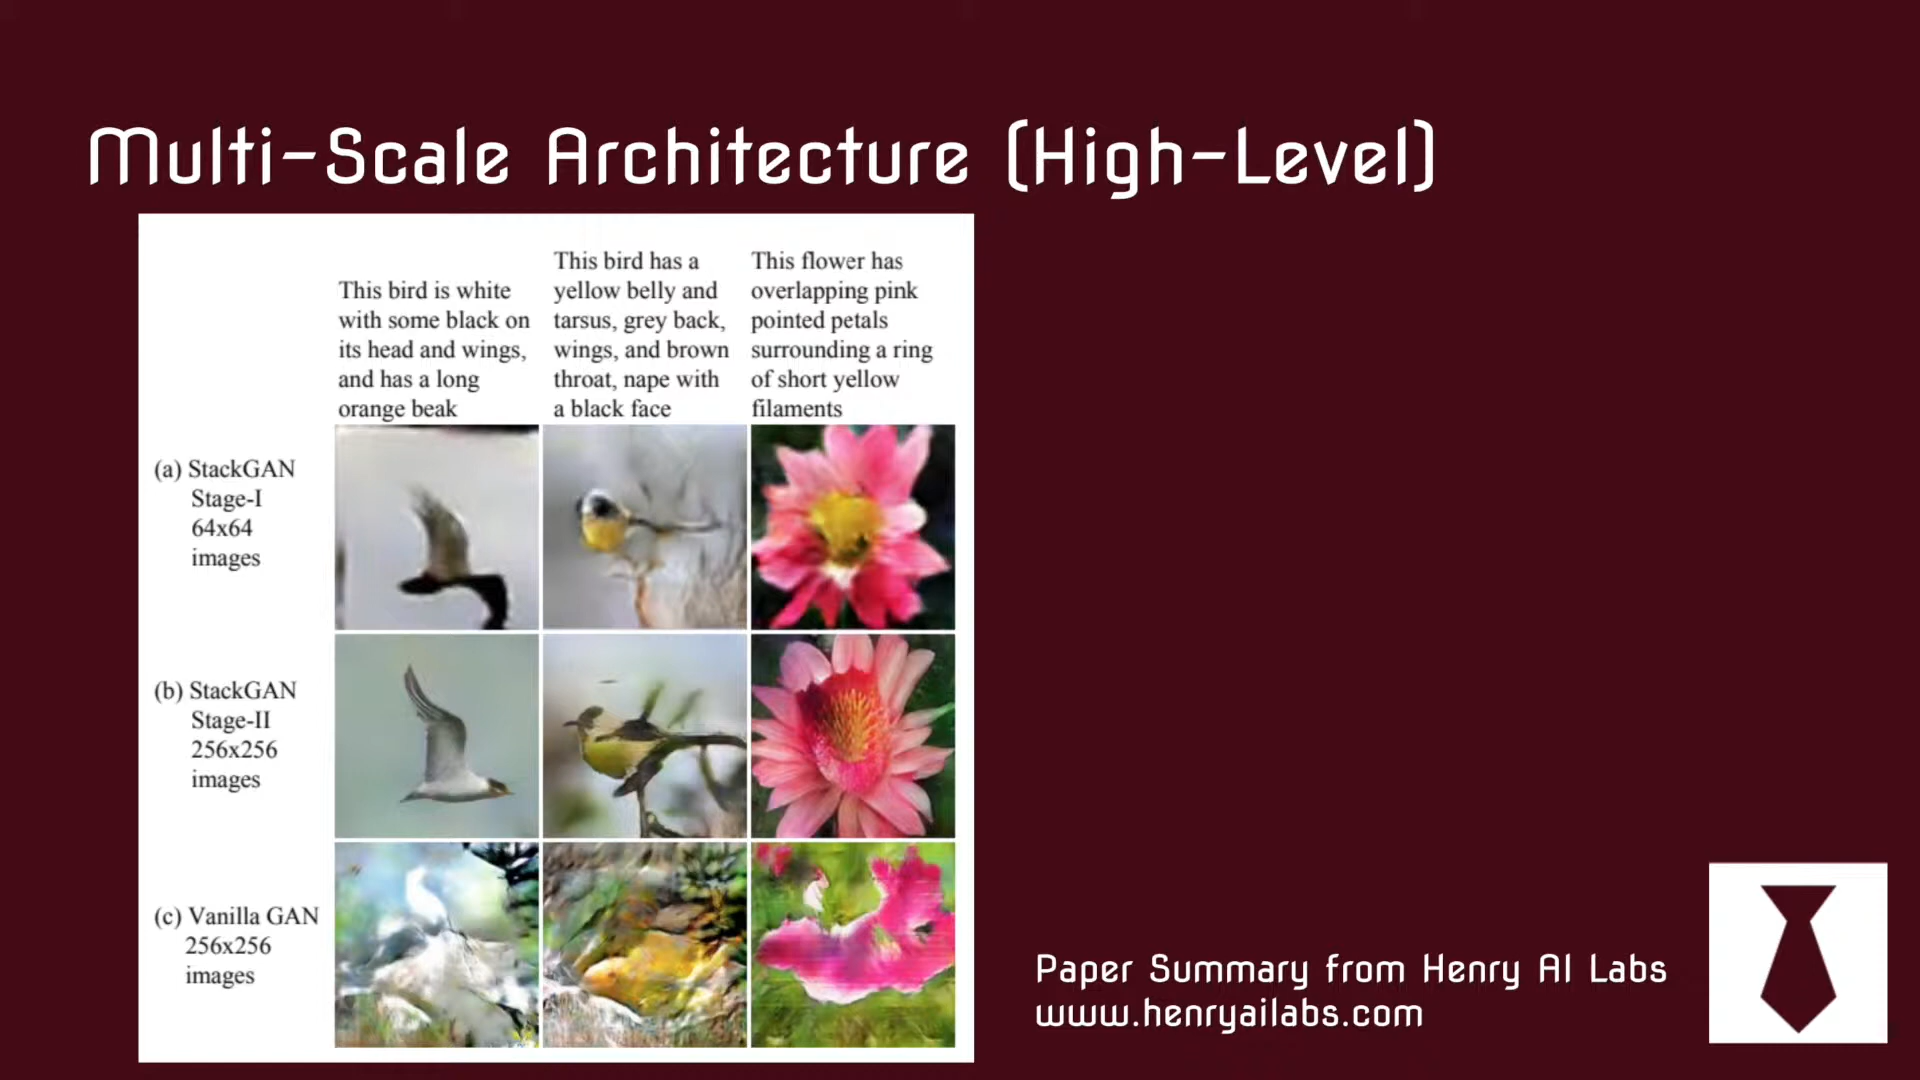 Multi-Scale Architecture (High-Level)
This bird is white
with some black on
its head and wings,
and has a long
orange beak
This bird has a
yellow belly and
tarsus, grey back,
wings, and brown
throat, nape with
a black face
This flower has
overlapping pink
pointed petals
surrounding a ring
of short yellow
filaments
(a) StackGAN
Stage-I
64x64
images
(b) StackGAN
Stage-II
256x256
images
(c) Vanilla GAN
256x256
images
Paper Summary from Henry AI Labs
www.henryailabs.com